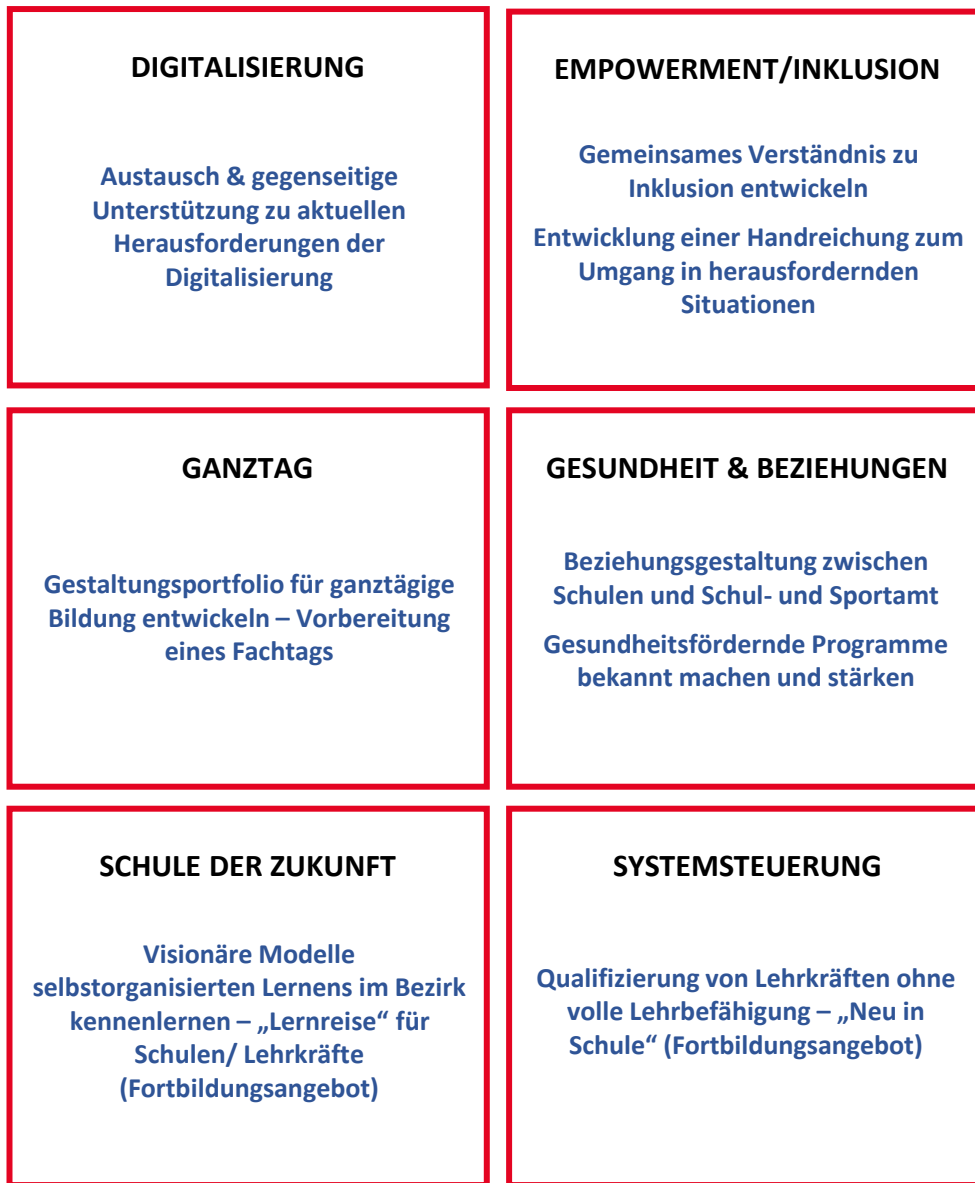 DIGITALISIERUNG
Austausch & gegenseitige
Unterstützung zu aktuellen
Herausforderungen der
Digitalisierung
EMPOWERMENT/INKLUSION
Gemeinsames Verständnis zu
Inklusion entwickeln
Entwicklung einer Handreichung zum
Umgang in herausfordernden
Situationen
GANZTAG
Gestaltungsportfolio für ganztägige
Bildung entwickeln – Vorbereitung
eines Fachtags
GESUNDHEIT & BEZIEHUNGEN
Beziehungsgestaltung zwischen
Schulen und Schul- und Sportamt
Gesundheitsfördernde Programme
bekannt machen und stärken
SCHULE DER ZUKUNFT
Visionäre Modelle
selbstorganisierten Lernens im Bezirk
kennenlernen – „Lernreise“ für
Schulen/ Lehrkräfte
(Fortbildungsangebot)
SYSTEMSTEUERUNG
Qualifizierung von Lehrkräften ohne
volle Lehrbefähigung – „Neu in
Schule“ (Fortbildungsangebot)